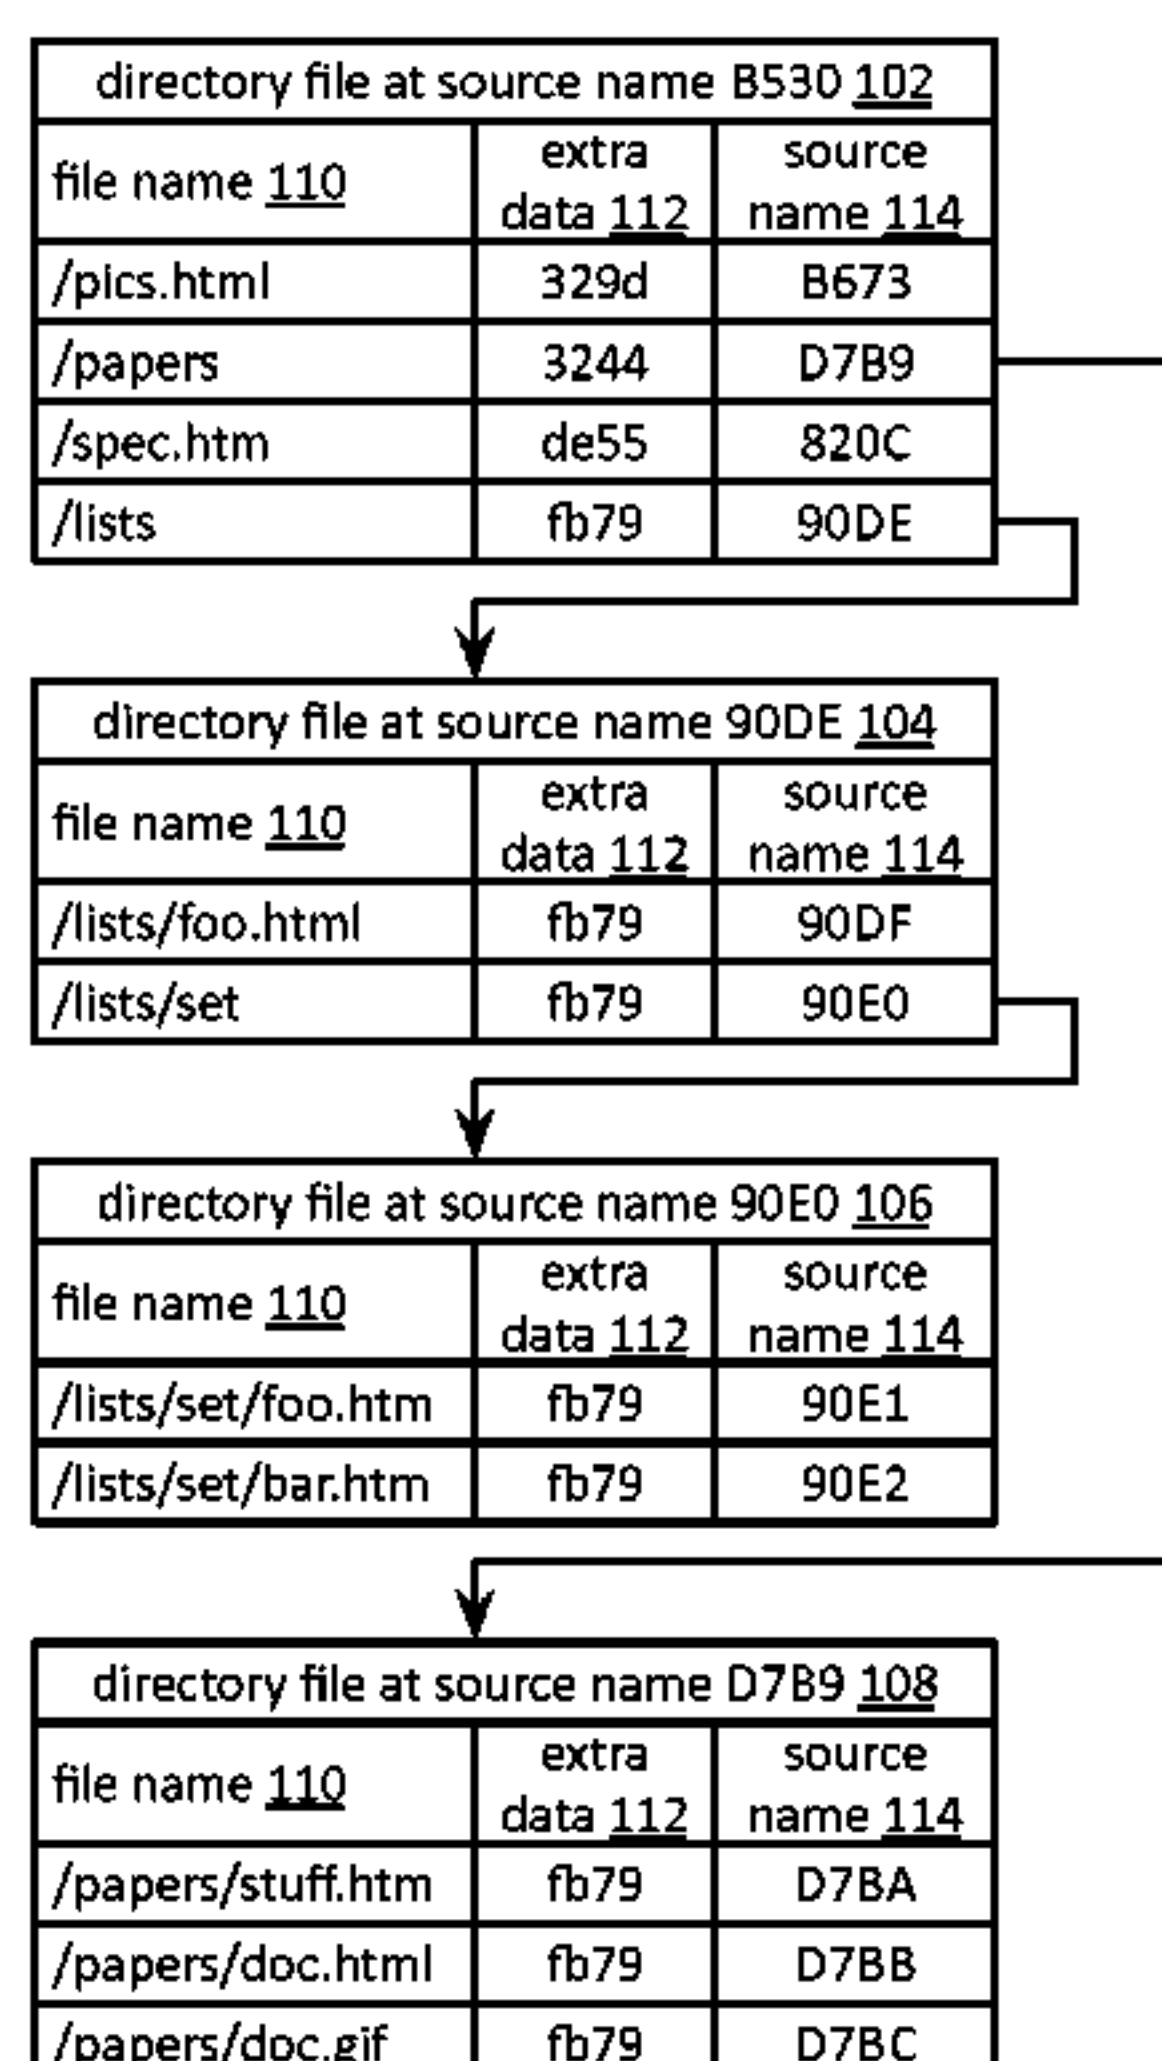 directory file at source name B530 102
file name 110 extra data 112 source name 114
/pics.html 329d B673
/papers 3244 D7B9
/spec.htm de55 820C
/lists fb79 90DE
directory file at source name 90DE 104
file name 110 extra data 112 source name 114
/lists/foo.html fb79 90DF
/lists/set fb79 90E0
directory file at source name 90E0 106
file name 110 extra data 112 source name 114
/lists/set/foo.htm fb79 90E1
/lists/set/bar.htm fb79 90E2
directory file at source name D7B9 108
file name 110 extra data 112 source name 114
/papers/stuff.htm fb79 D7BA
/papers/doc.html fb79 D7BB
/papers/doc.gif fb79 D7BC